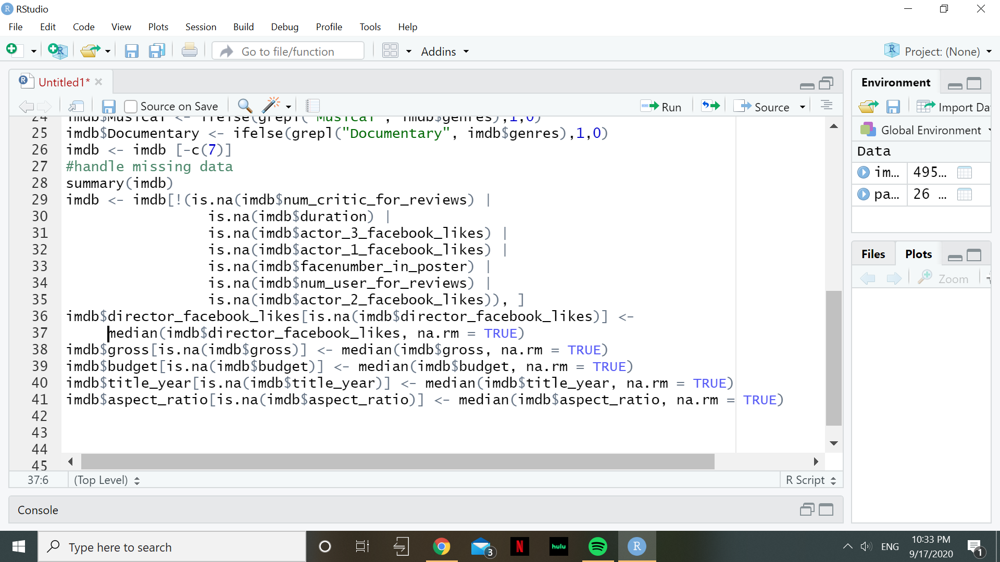 RStudio
File Edit Code View Plots Session Build Debug Profile Tools Help
Go to file/function Addins Project: (None)
Untitled1*
Source on Save Run Source
24 imdb$Musical <- ifelse(grepl("Musical", imdb$genres),1,0)
25 imdb$Documentary <- ifelse(grepl("Documentary", imdb$genres),1,0)
26 imdb <- imdb [-c(7)]
27 #handle missing data
28 summary(imdb)
29 imdb <- imdb[!(is.na(imdb$num_critic_for_reviews) |
30 is.na(imdb$duration) |
31 is.na(imdb$actor_3_facebook_likes) |
32 is.na(imdb$actor_1_facebook_likes) |
33 is.na(imdb$facenumber_in_poster) |
34 is.na(imdb$num_user_for_reviews) |
35 is.na(imdb$actor_2_facebook_likes)), ]
36 imdb$director_facebook_likes[is.na(imdb$director_facebook_likes)] <-
37 median(imdb$director_facebook_likes, na.rm = TRUE)
38 imdb$gross[is.na(imdb$gross)] <- median(imdb$gross, na.rm = TRUE)
39 imdb$budget[is.na(imdb$budget)] <- median(imdb$budget, na.rm = TRUE)
40 imdb$title_year[is.na(imdb$title_year)] <- median(imdb$title_year, na.rm = TRUE)
41 imdb$aspect_ratio[is.na(imdb$aspect_ratio)] <- median(imdb$aspect_ratio, na.rm = TRUE)
42
43
44
45
37:6 (Top Level) R Script
Console
Environment
Import Da
Global Environment
Data
im... 495...
pa... 26 ...
Files Plots
Zoom
Type here to search
3
N
hulu
R
ENG
10:33 PM
9/17/2020
1